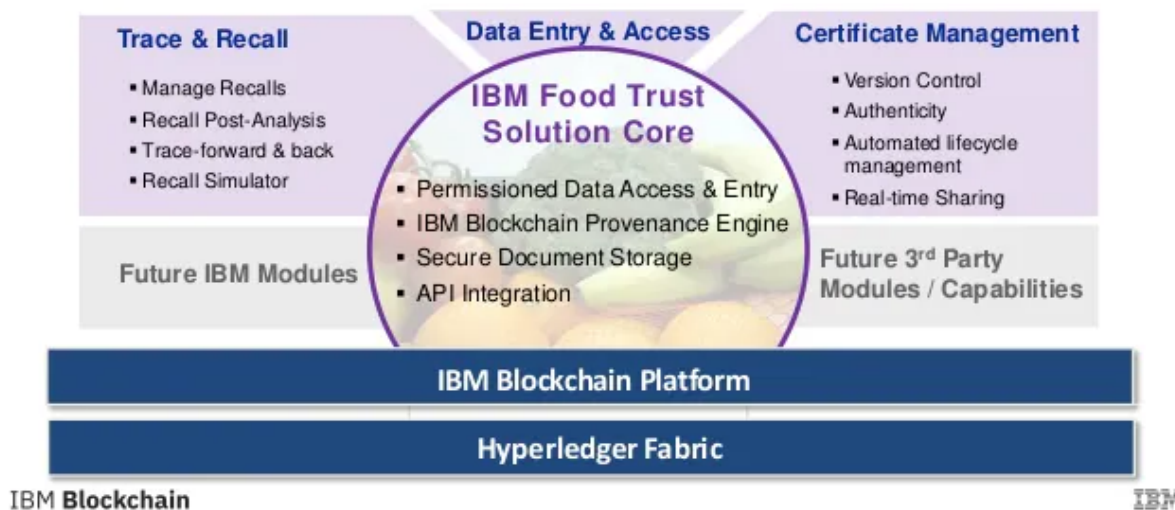 Trace & Recall
▪ Manage Recalls
▪ Recall Post-Analysis
▪ Trace-forward & back
▪ Recall Simulator
Data Entry & Access
Certificate Management
▪ Version Control
▪ Authenticity
▪ Automated lifecycle
management
▪ Real-time Sharing
IBM Food Trust
Solution Core
▪ Permissioned Data Access & Entry
▪ IBM Blockchain Provenance Engine
▪ Secure Document Storage
▪ API Integration
Future IBM Modules
Future 3rd Party
Modules / Capabilities
IBM Blockchain Platform
Hyperledger Fabric
IBM Blockchain
IBM